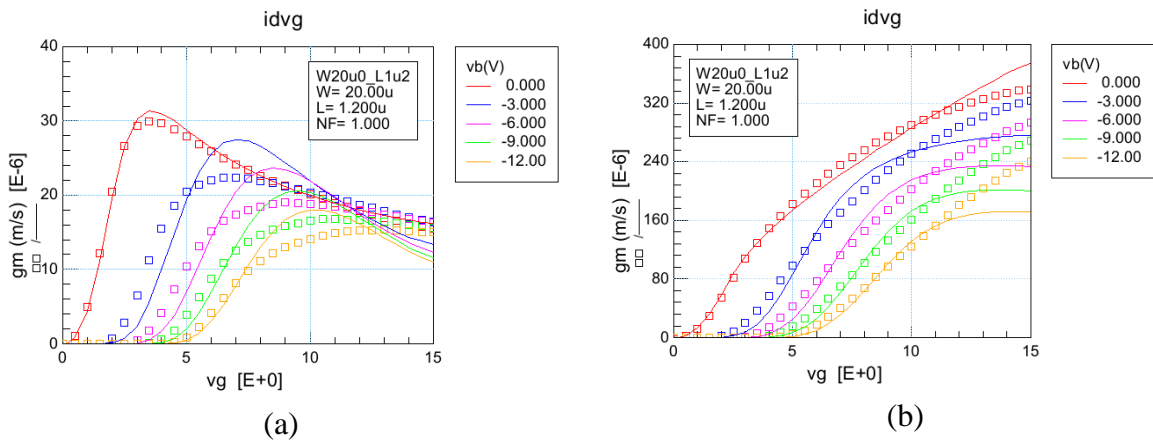 idvg
40
30
20
10
0
gm (m/s) [E-6]
□□ /
W20u0_L1u2
W= 20.00u
L= 1.200u
NF= 1.000
0
5
10
15
vg [E+0]
vb(V)
0.000
-3.000
-6.000
-9.000
-12.00
(a)
idvg
400
320
240
160
80
0
gm (m/s) [E-6]
□□ /
W20u0_L1u2
W= 20.00u
L= 1.200u
NF= 1.000
0
5
10
15
vg [E+0]
vb(V)
0.000
-3.000
-6.000
-9.000
-12.00
(b)